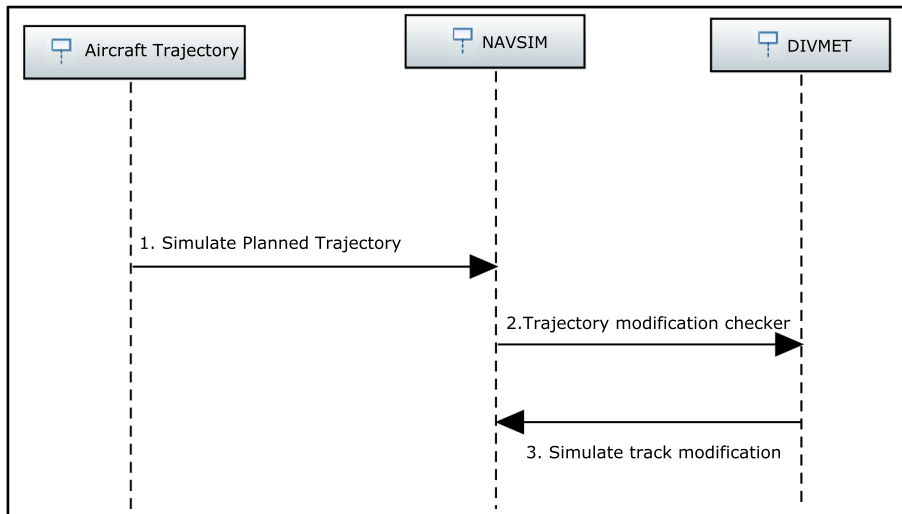 Aircraft Trajectory
NAVSIM
DIVMET
1. Simulate Planned Trajectory
2.Trajectory modification checker
3. Simulate track modification